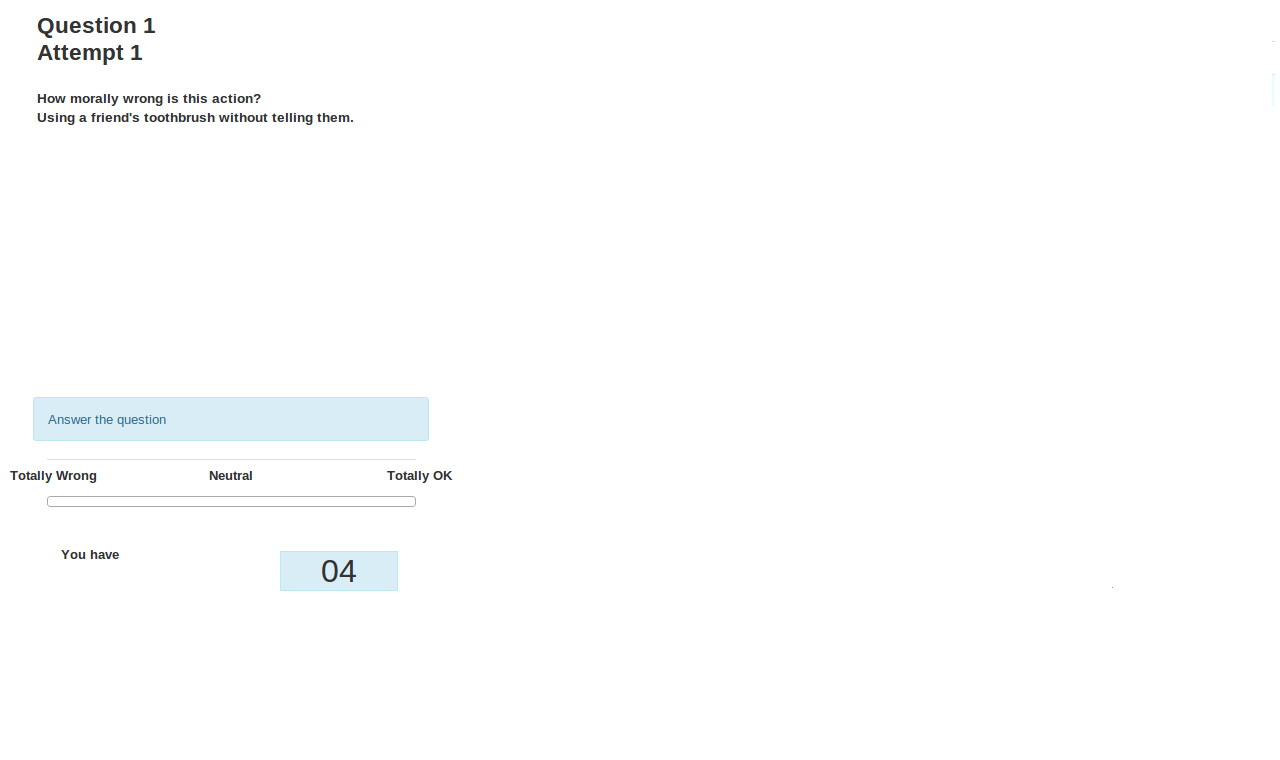 Question 1
Attempt 1
How morally wrong is this action?
Using a friend's toothbrush without telling them.
Answer the question
Totally Wrong Neutral Totally OK
You have
04